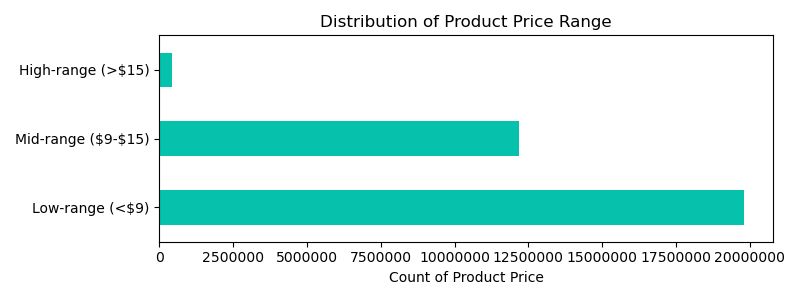 Distribution of Product Price Range
High-range (>$15)
Mid-range ($9-$15)
Low-range (<$9)
0 2500000 5000000 7500000 10000000 12500000 15000000 17500000 20000000
Count of Product Price